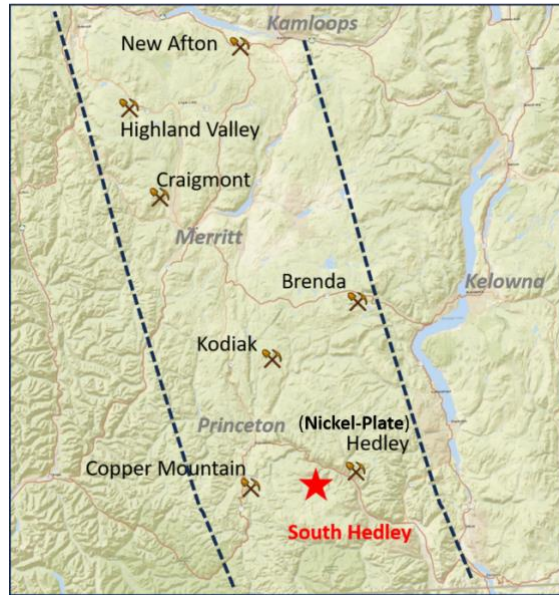 Kamloops
New Afton
Highland Valley
Craigmont
Merritt
Brenda
Kelowna
Kodiak
Princeton
(Nickel-Plate)
Hedley
Copper Mountain
South Hedley